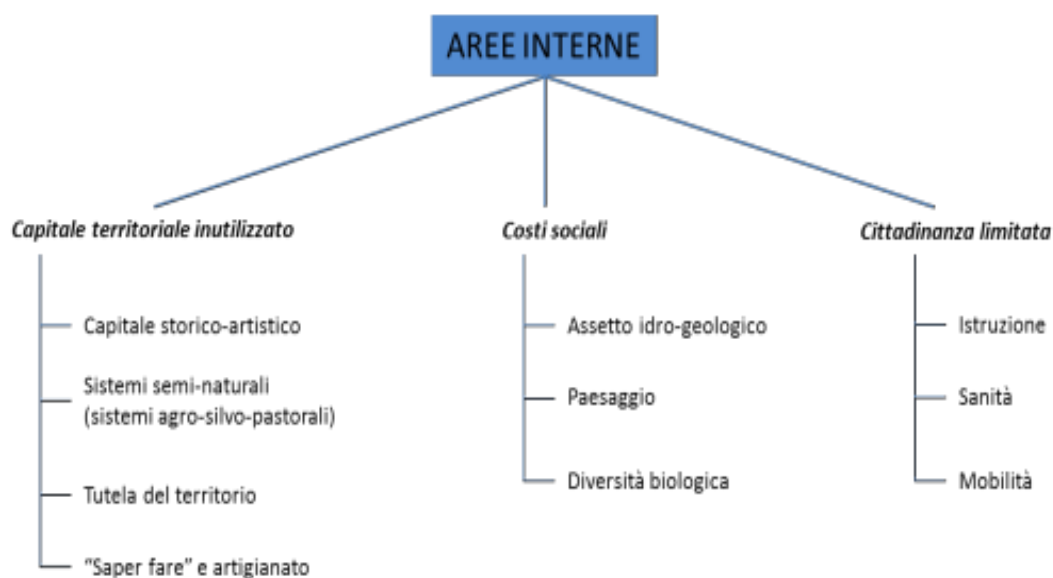 AREE INTERNE
Capitale territoriale inutilizzato
Capitale storico-artistico
Sistemi semi-naturali
(sistemi agro-silvo-pastorali)
Tutela del territorio
“Saper fare” e artigianato
Costi sociali
Assetto idro-geologico
Paesaggio
Diversità biologica
Cittadinanza limitata
Istruzione
Sanità
Mobilità